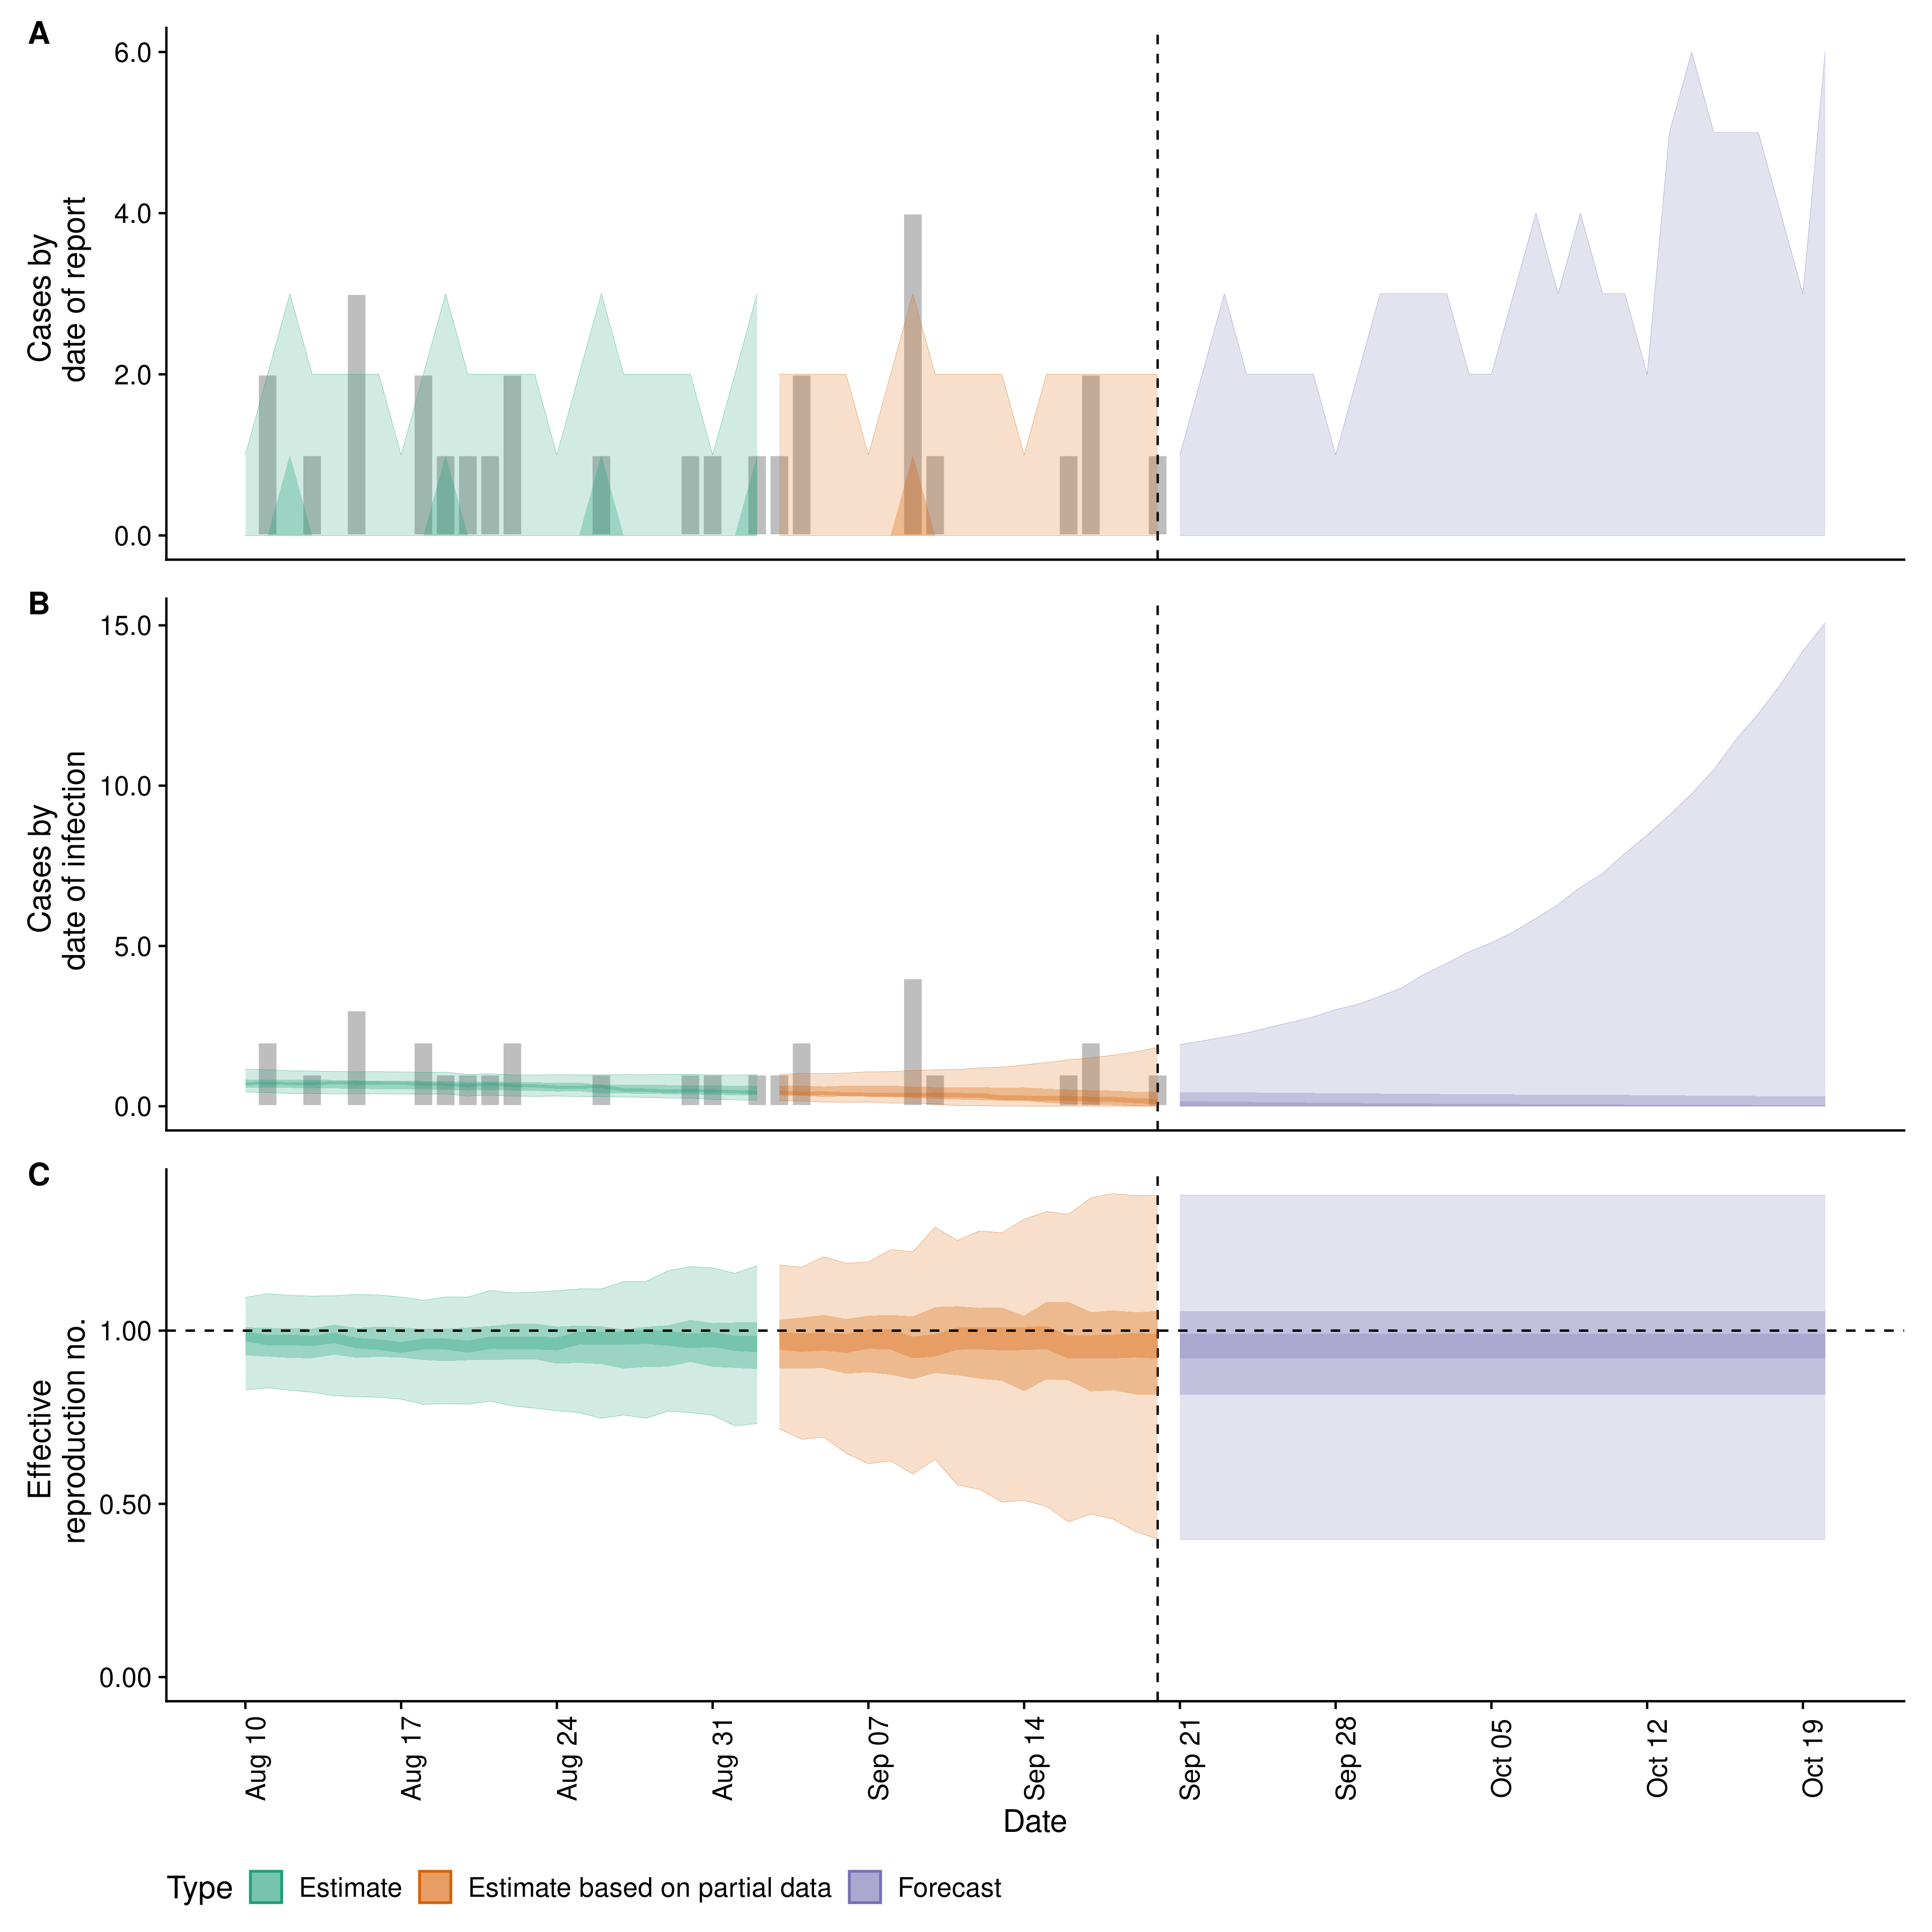 A
Cases by
date of report
6.0
4.0
2.0
0.0
B
Cases by
date of infection
15.0
10.0
5.0
0.0
C
Effective
reproduction no.
1.00
0.50
0.00
Aug 10
Aug 17
Aug 24
Aug 31
Sep 07
Sep 14
Sep 21
Sep 28
Oct 05
Oct 12
Oct 19
Date
Type Estimate Estimate based on partial data Forecast